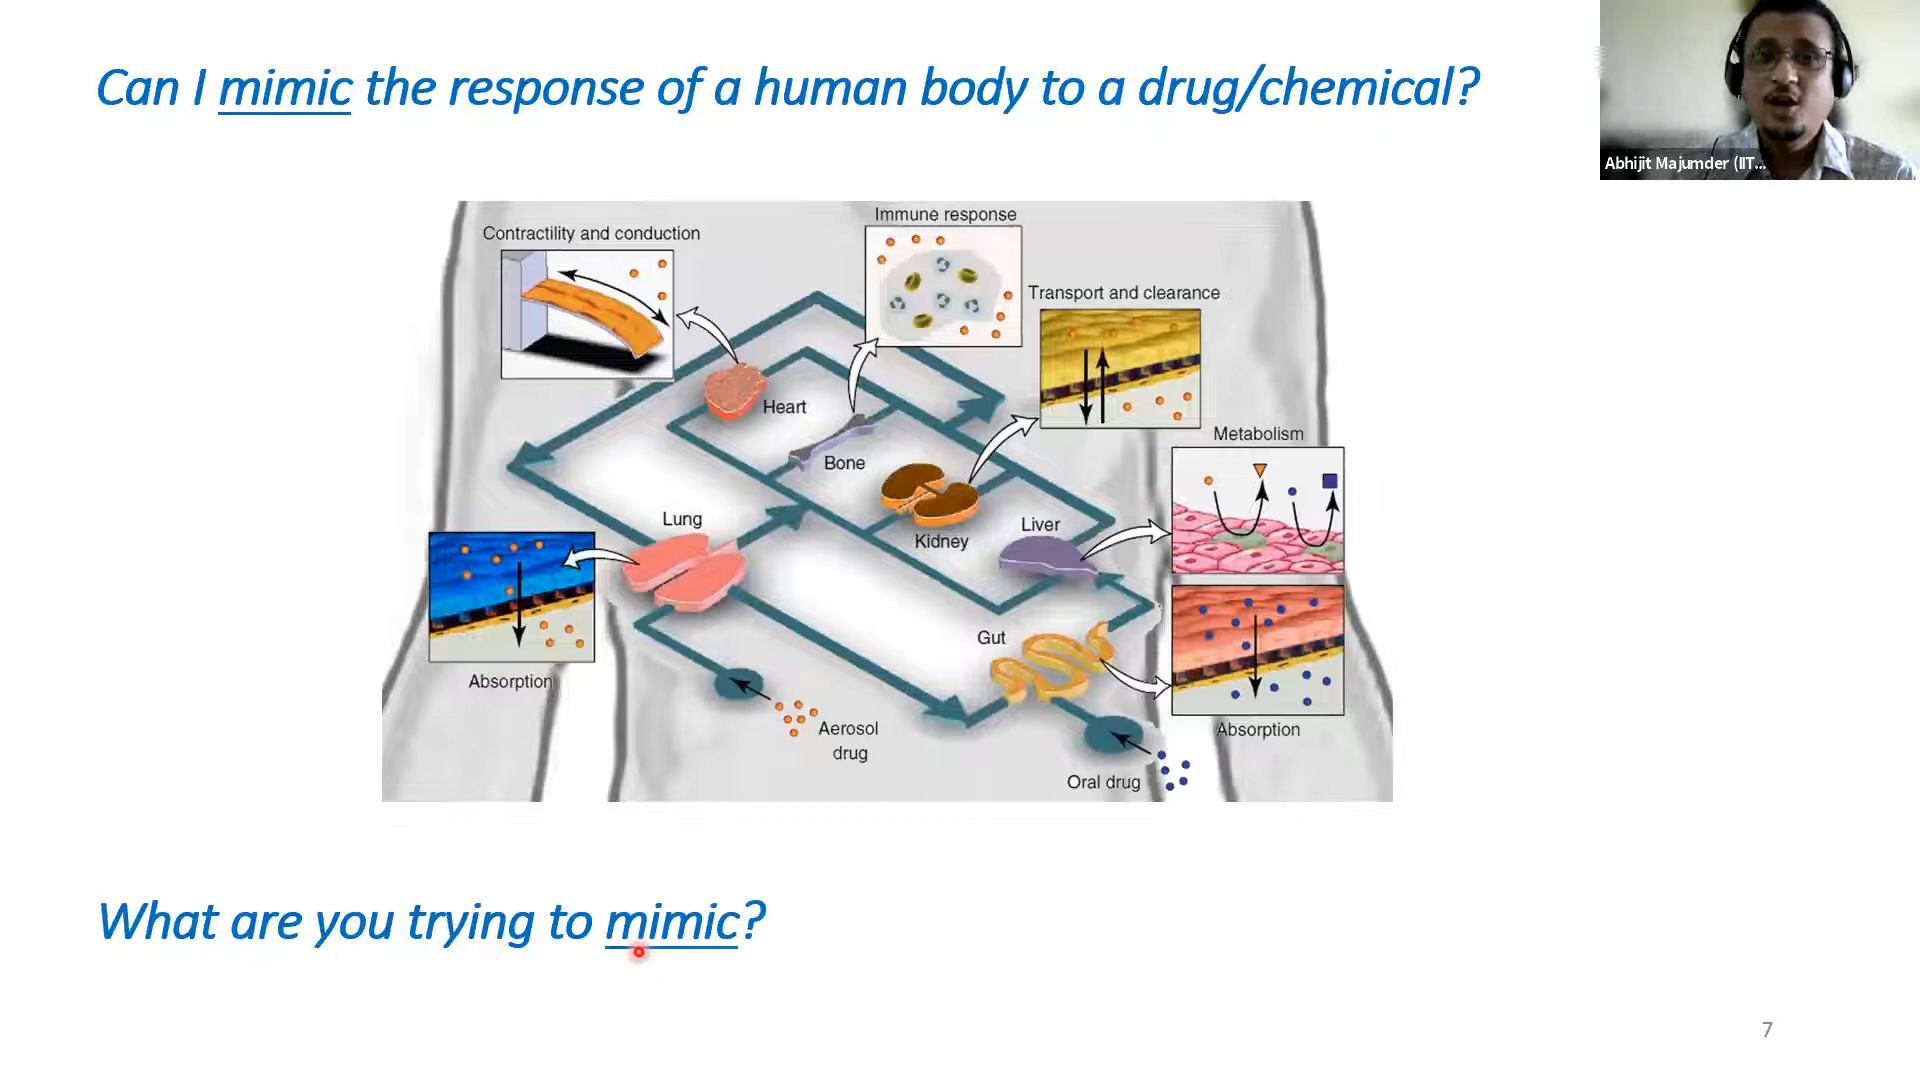 Can I mimic the response of a human body to a drug/chemical?
Abhijit Majumder (IIT...
Immune response
Contractility and conduction
Transport and clearance
Heart
Metabolism
Bone
Lung
Liver
Kidney
Gut
Absorption
Aerosol
drug
Absorption
Oral drug
What are you trying to mimic?
7